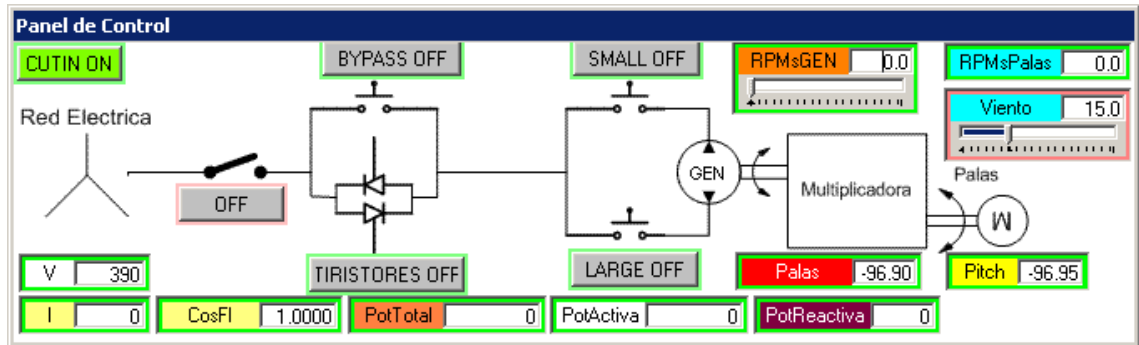 Panel de Control
CUTIN ON
BYPASS OFF
SMALL OFF
RPMsGEN 0.0
RPMsPalas 0.0
Viento 15.0
Red Electrica
OFF
GEN
Multiplicadora
Palas
M
V 390
TIRISTORES OFF
LARGE OFF
Palas -96.90
Pitch -96.95
I 0
CosFI 1.0000
PotTotal 0
PotActiva 0
PotReactiva 0